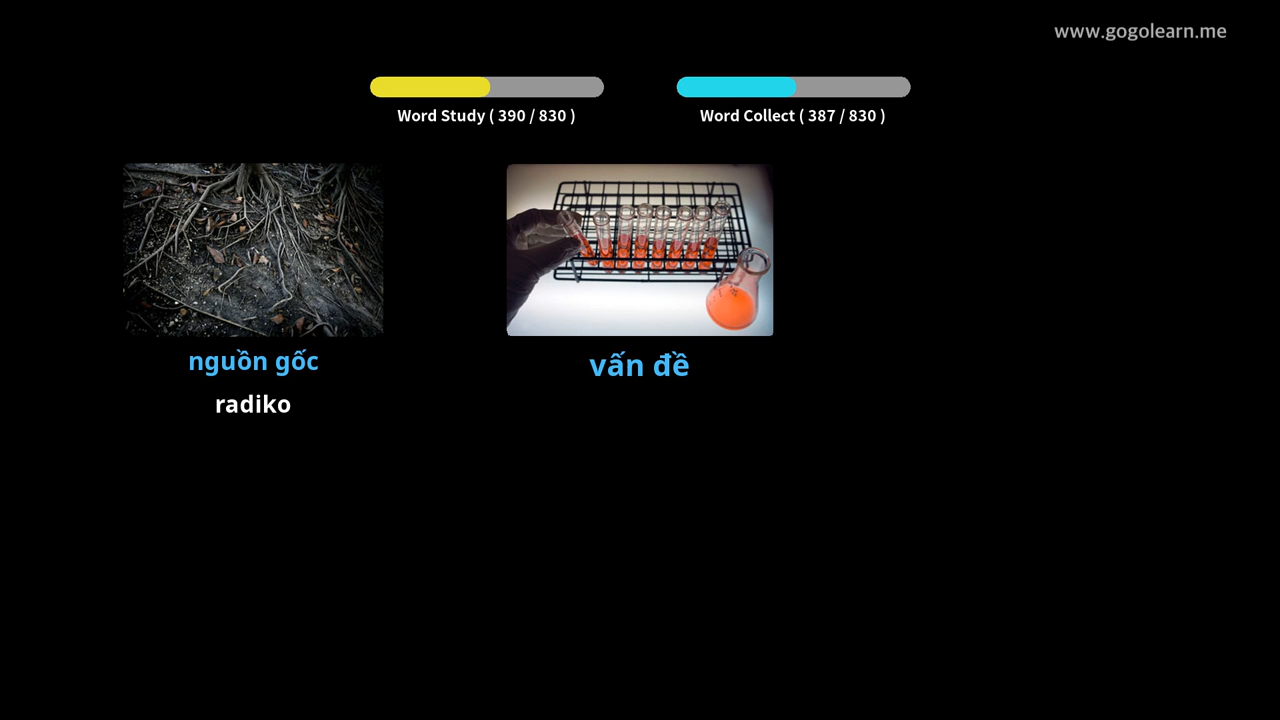 www.gogolearn.me
Word Study ( 390 / 830 )
Word Collect ( 387 / 830 )
nguồn gốc
radiko
vấn đề